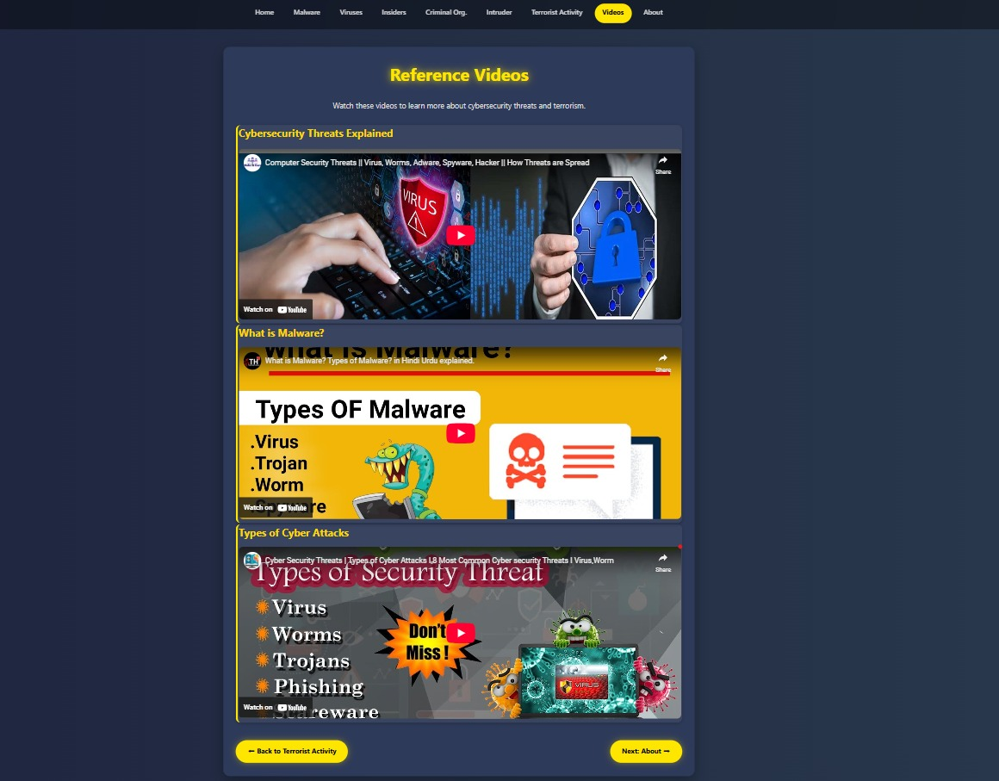 Home Malware Viruses Insiders Criminal Org. Intruder Terrorist Activity Videos About
Reference Videos
Watch these videos to learn more about cybersecurity threats and terrorism.
Cybersecurity Threats Explained
Computer Security Threats || Virus, Worms, Adware, Spyware, Hacker || How Threats are Spread
Share
VIRUS
Watch on YouTube
What is Malware?
What is Malware?
TH What is Malware? Types of Malware? in Hindi Urdu explained.
Share
Types OF Malware
.Virus
.Trojan
.Worm
Watch on YouTube
Types of Cyber Attacks
Cyber Security Threats | Types of Cyber Attacks I,8 Most Common Cyber security Threats I Virus,Worm
Share
Types of Security Threat
Virus
Worms
Trojans
Phishing
Don't
Miss !
VIRUS
Watch on YouTube
← Back to Terrorist Activity
Next: About →